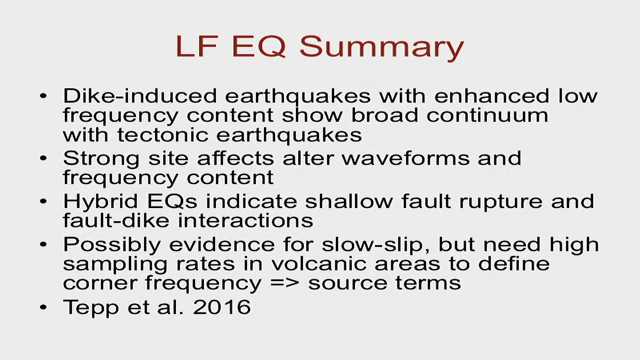 LF EQ Summary
• Dike-induced earthquakes with enhanced low
frequency content show broad continuum
with tectonic earthquakes
• Strong site affects alter waveforms and
frequency content
• Hybrid EQs indicate shallow fault rupture and
fault-dike interactions
• Possibly evidence for slow-slip, but need high
sampling rates in volcanic areas to define
corner frequency => source terms
• Tepp et al. 2016